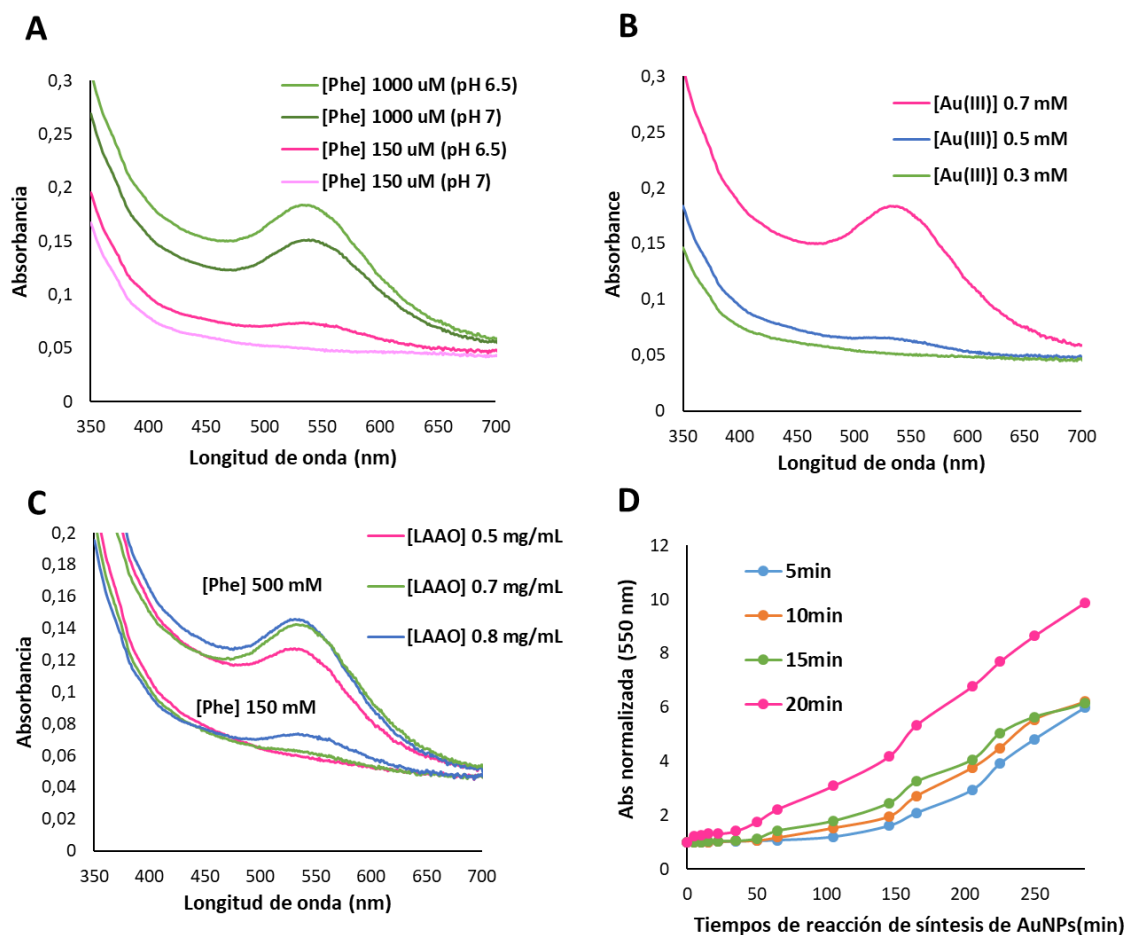 A
[Phe] 1000 uM (pH 6.5)
[Phe] 1000 uM (pH 7)
[Phe] 150 uM (pH 6.5)
[Phe] 150 uM (pH 7)
Absorbancia
0,3
0,25
0,2
0,15
0,1
0,05
0
350 400 450 500 550 600 650 700
Longitud de onda (nm)
B
[Au(III)] 0.7 mM
[Au(III)] 0.5 mM
[Au(III)] 0.3 mM
Absorbance
0,3
0,25
0,2
0,15
0,1
0,05
0
350 400 450 500 550 600 650 700
Longitud de onda (nm)
C
[LAAO] 0.5 mg/mL
[LAAO] 0.7 mg/mL
[LAAO] 0.8 mg/mL
[Phe] 500 mM
[Phe] 150 mM
Absorbancia
0,2
0,18
0,16
0,14
0,12
0,1
0,08
0,06
0,04
0,02
0
350 400 450 500 550 600 650 700
Longitud de onda (nm)
D
5min
10min
15min
20min
Abs normalizada (550 nm)
12
10
8
6
4
2
0
0 50 100 150 200 250
Tiempos de reacción de síntesis de AuNPs(min)